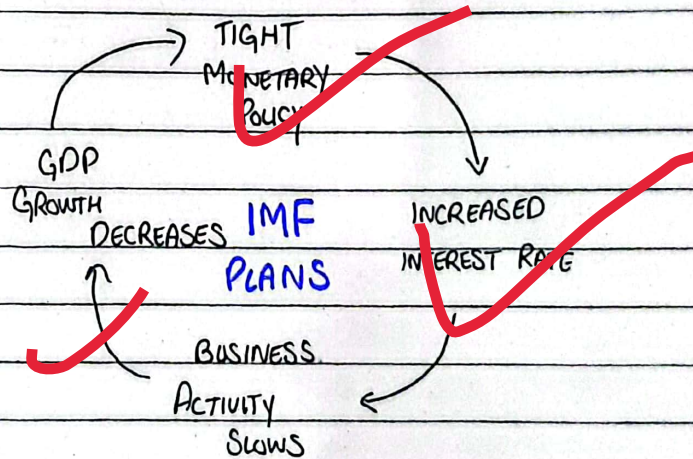 TIGHT
MONETARY
POLICY
GDP
GROWTH
DECREASES
IMF
PLANS
INCREASED
INTEREST RATE
BUSINESS
ACTIVITY
SLOWS